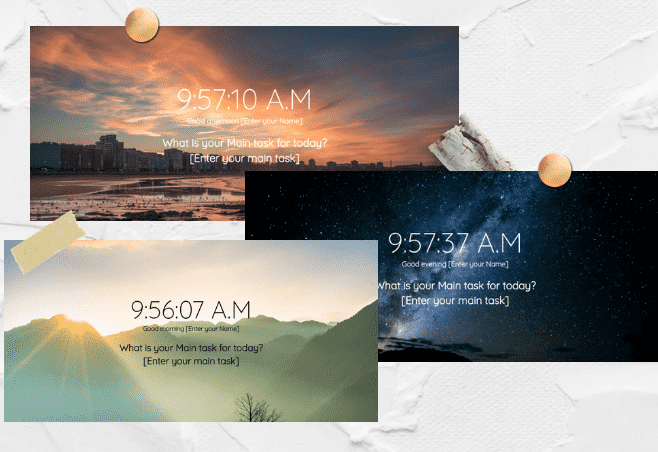 9:57:10 A.M
Good afternoon [Enter your Name]
What is your Main task for today?
[Enter your main task]
9:57:37 A.M
Good evening [Enter your Name]
What is your Main task for today?
[Enter your main task]
9:56:07 A.M
Good morning [Enter your Name]
What is your Main task for today?
[Enter your main task]